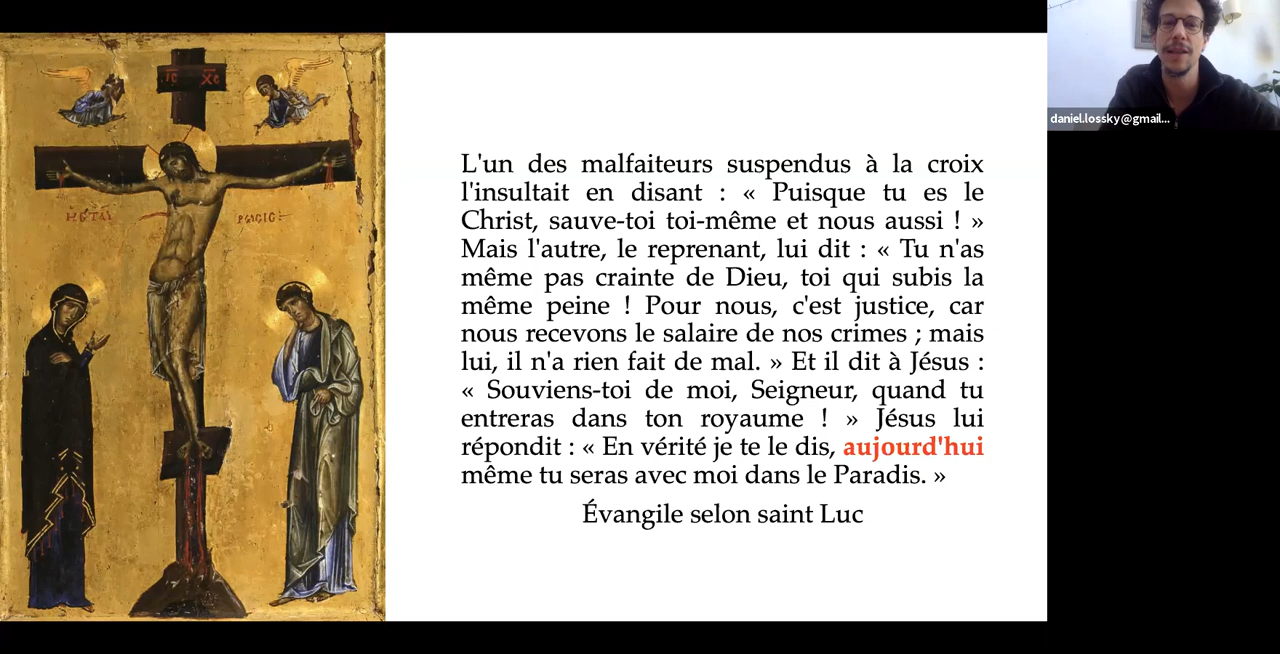 IC XC
L'un des malfaiteurs suspendus à la croix
l'insultait en disant : « Puisque tu es le
Christ, sauve-toi toi-même et nous aussi ! »
Mais l'autre, le reprenant, lui dit : « Tu n'as
même pas crainte de Dieu, toi qui subis la
même peine ! Pour nous, c'est justice, car
nous recevons le salaire de nos crimes ; mais
lui, il n'a rien fait de mal. » Et il dit à Jésus :
« Souviens-toi de moi, Seigneur, quand tu
entreras dans ton royaume ! » Jésus lui
répondit : « En vérité je te le dis, aujourd'hui
même tu seras avec moi dans le Paradis. »
Évangile selon saint Luc
daniel.lossky@gmail...